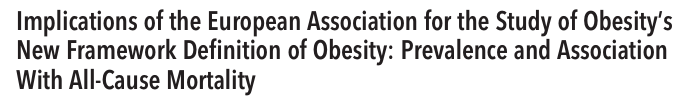 Implications of the European Association for the Study of Obesity's
New Framework Definition of Obesity: Prevalence and Association
With All-Cause Mortality